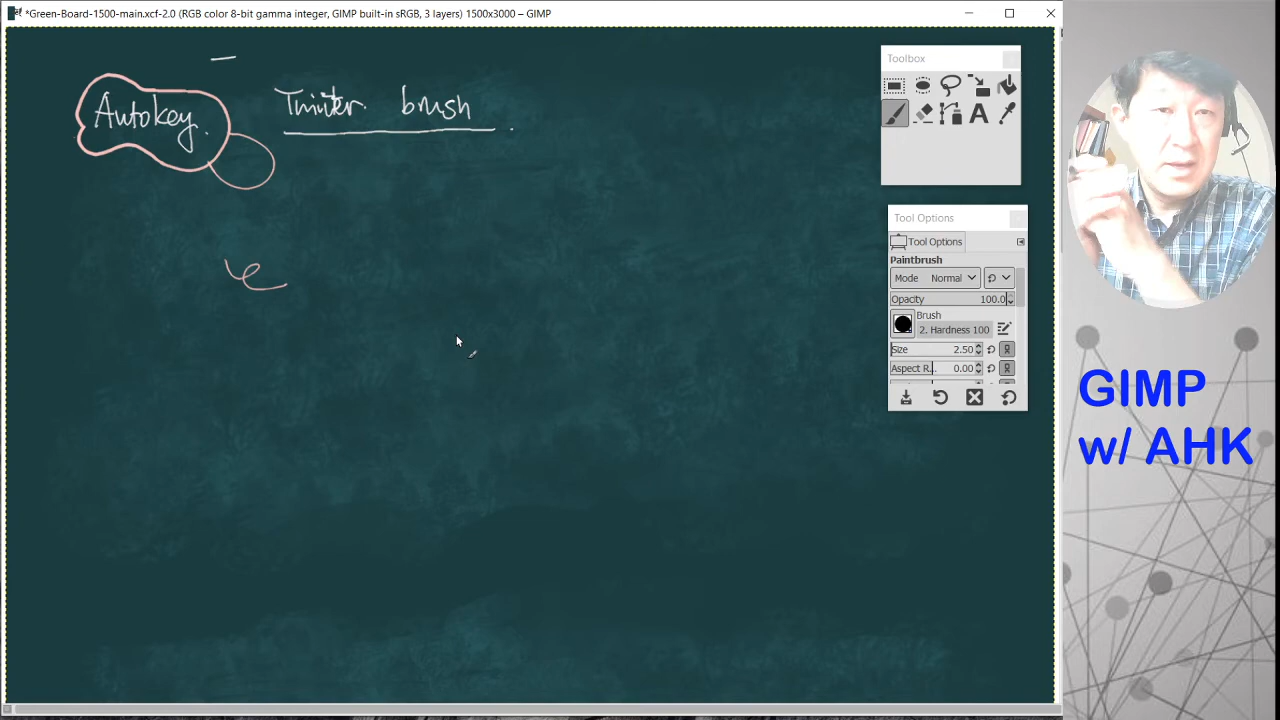 *Green-Board-1500-main.xcf-2.0 (RGB color 8-bit gamma integer, GIMP built-in sRGB, 3 layers) 1500x3000 – GIMP
Autokey.
brush
Toolbox
A
Tool Options
Tool Options
Paintbrush
Mode Normal
Opacity 100.0
Brush
2. Hardness 100
Size 2.50
Aspect R... 0.00
GIMP
w/ AHK